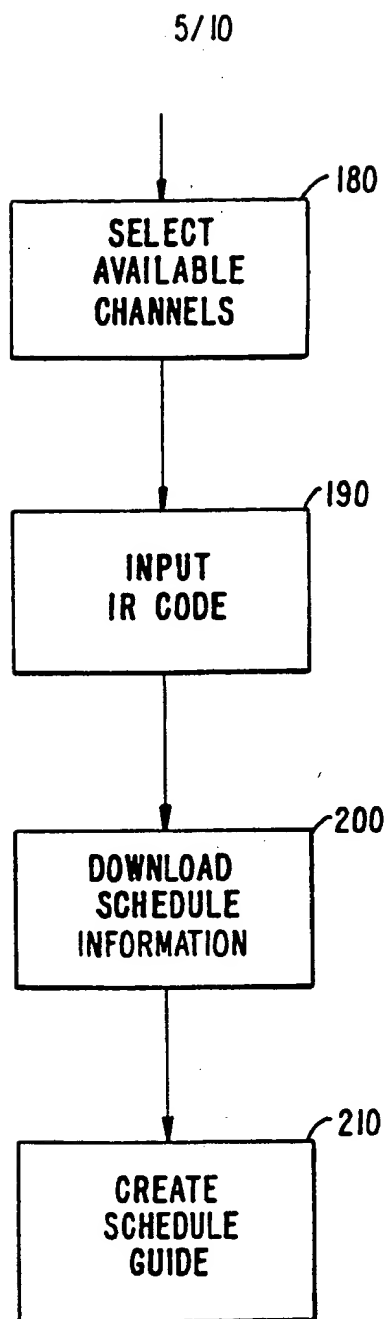 5/10
180
SELECT
AVAILABLE
CHANNELS
190
INPUT
IR CODE
200
DOWNLOAD
SCHEDULE
INFORMATION
210
CREATE
SCHEDULE
GUIDE